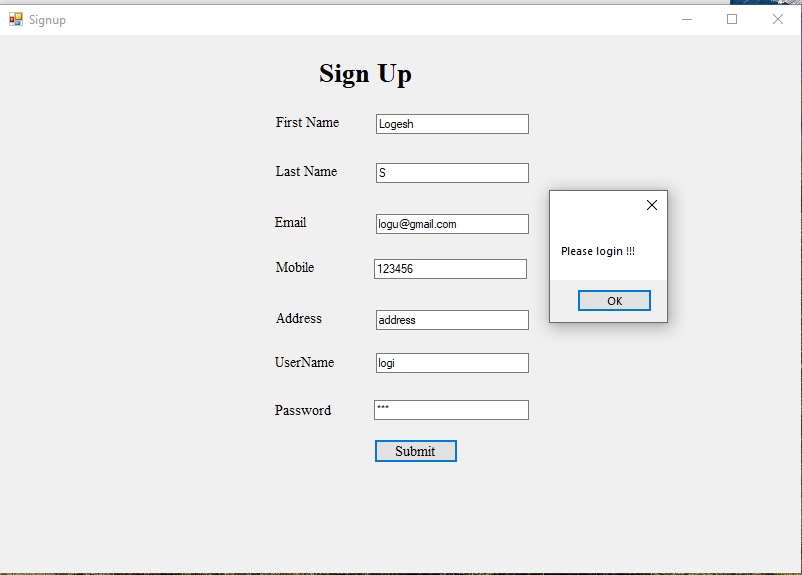 Signup
Sign Up
First Name Logesh
Last Name S
Email logu@gmail.com
Mobile 123456
Address address
UserName logi
Password ***
Submit
Please login !!!
OK